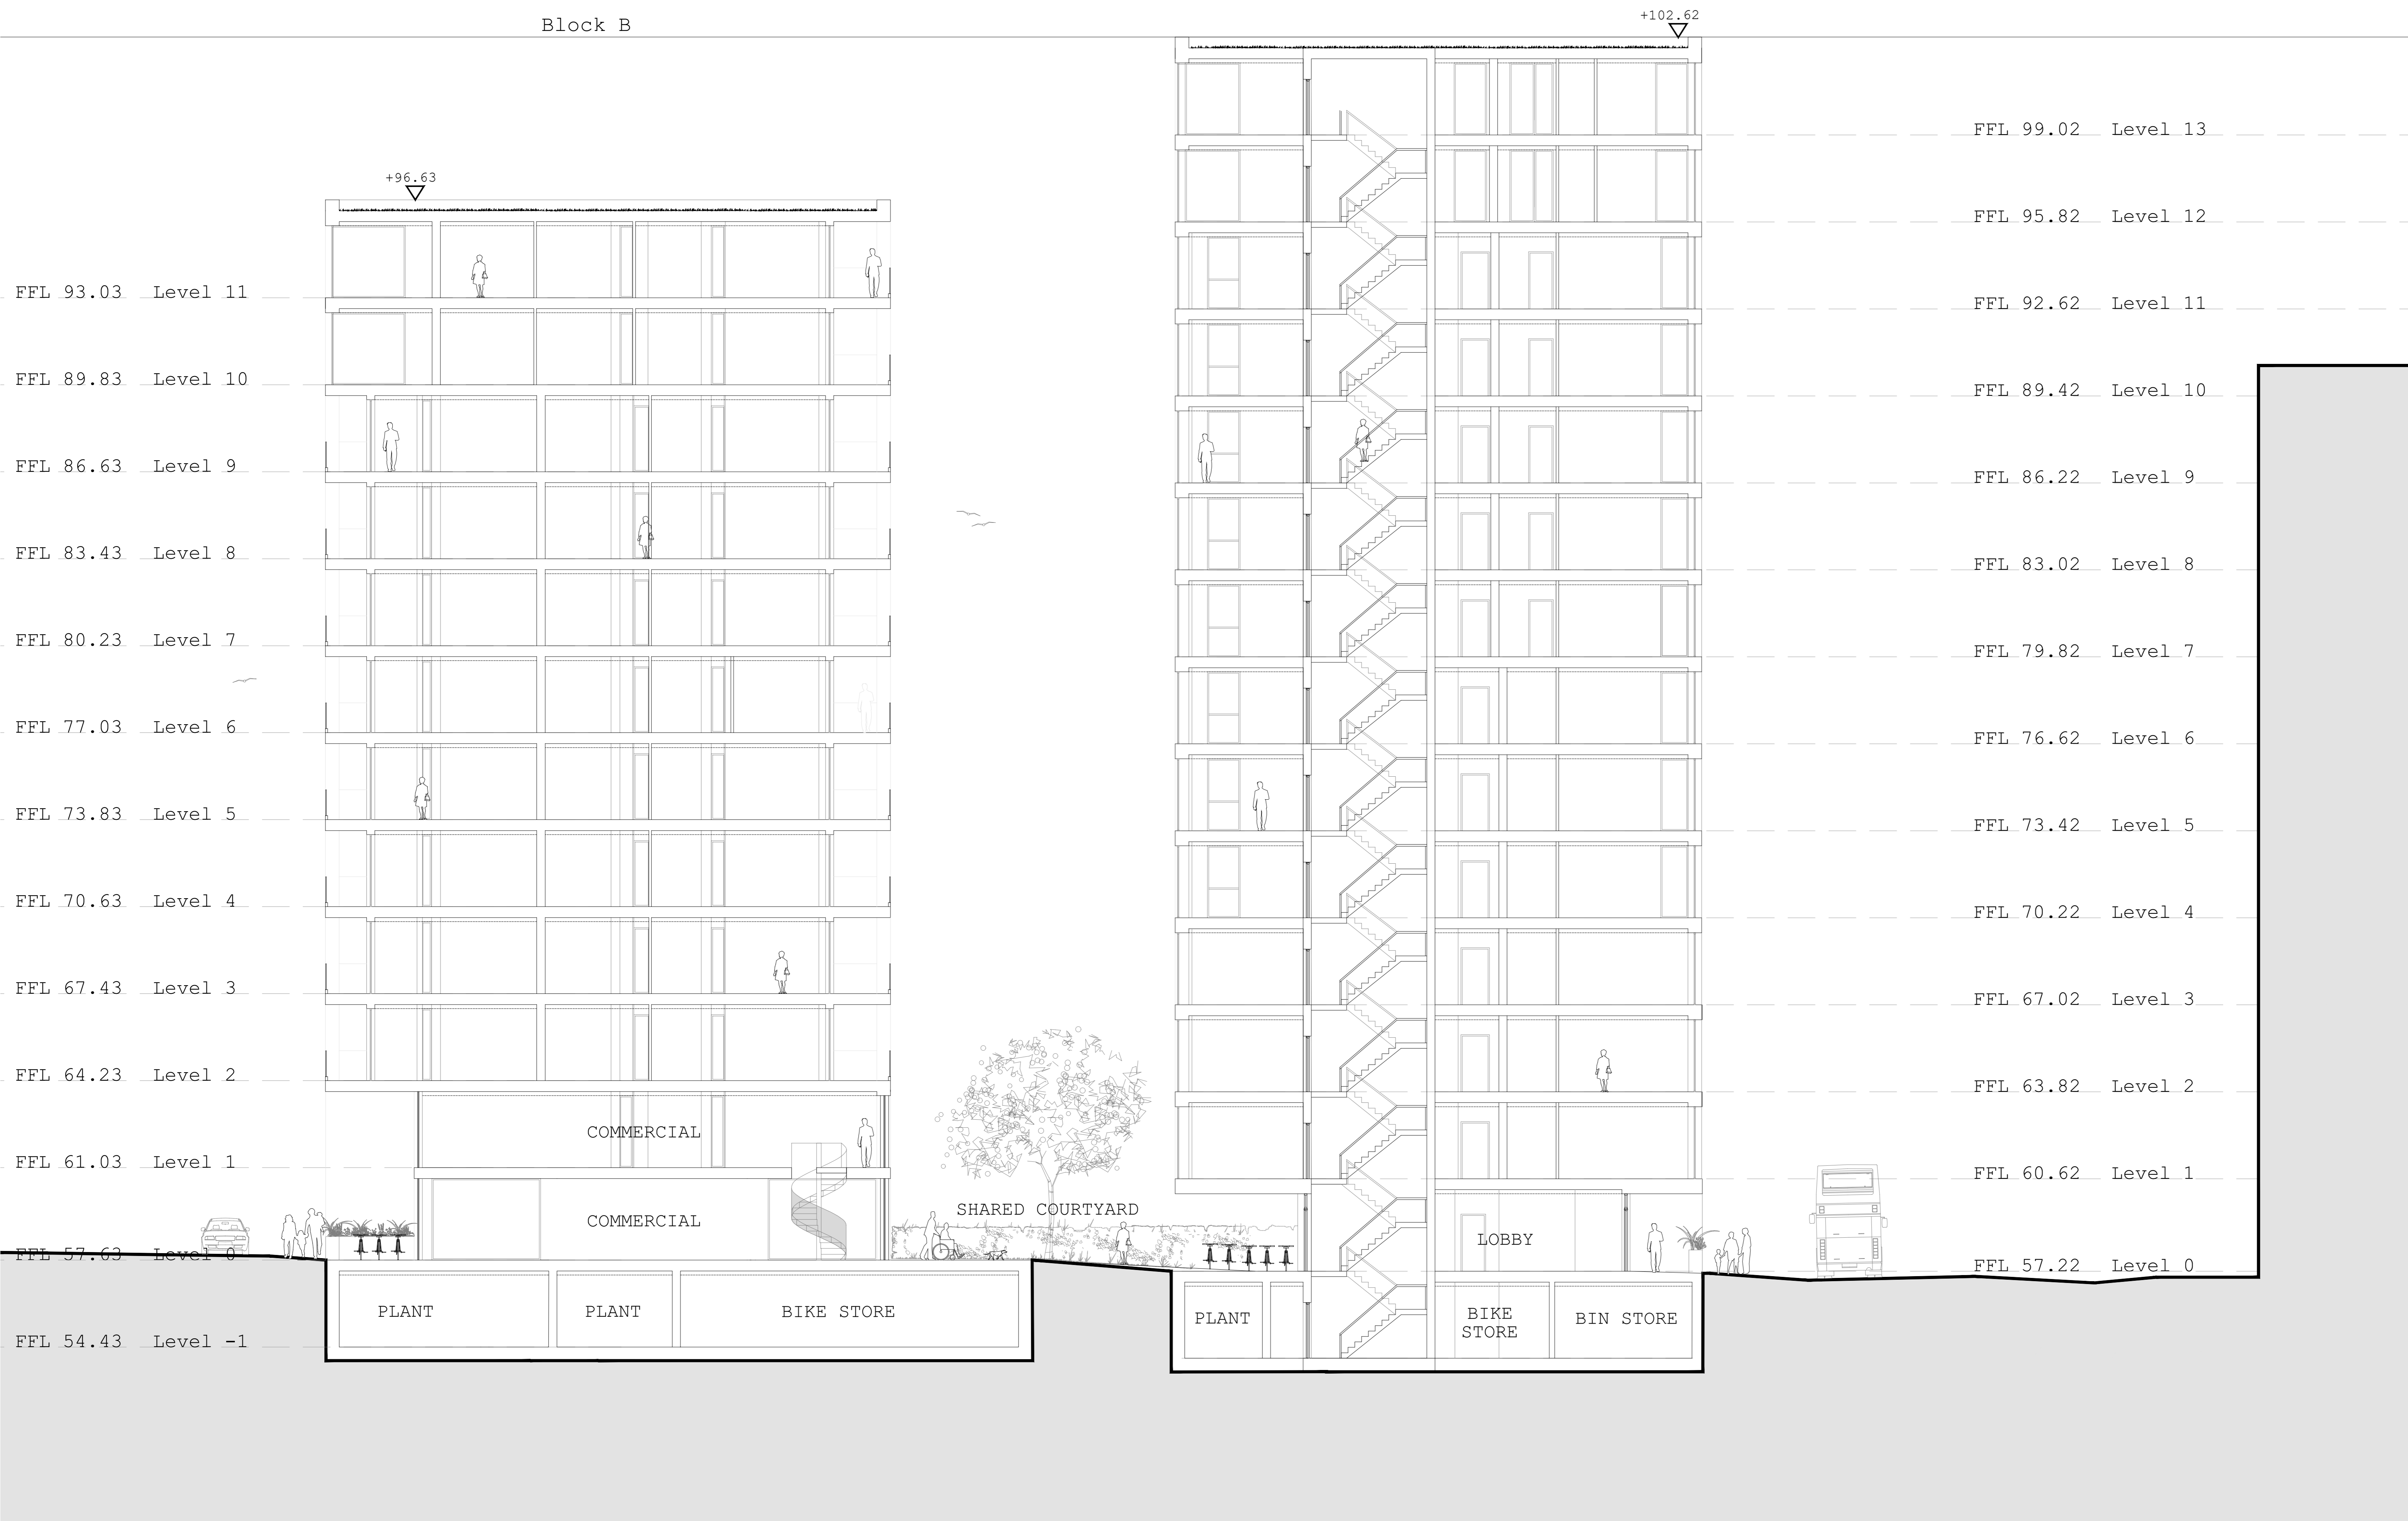 Block B
+102.62
+96.63
FFL 99.02 Level 13
FFL 95.82 Level 12
FFL 93.03 Level 11
FFL 92.62 Level 11
FFL 89.83 Level 10
FFL 89.42 Level 10
FFL 86.63 Level 9
FFL 86.22 Level 9
FFL 83.43 Level 8
FFL 83.02 Level 8
FFL 80.23 Level 7
FFL 79.82 Level 7
FFL 77.03 Level 6
FFL 76.62 Level 6
FFL 73.83 Level 5
FFL 73.42 Level 5
FFL 70.63 Level 4
FFL 70.22 Level 4
FFL 67.43 Level 3
FFL 67.02 Level 3
FFL 64.23 Level 2
FFL 63.82 Level 2
COMMERCIAL
FFL 61.03 Level 1
FFL 60.62 Level 1
SHARED COURTYARD
COMMERCIAL
LOBBY
FFL 57.63 Level 0
FFL 57.22 Level 0
PLANT
PLANT
BIKE STORE
PLANT
BIKE
STORE
BIN STORE
FFL 54.43 Level -1